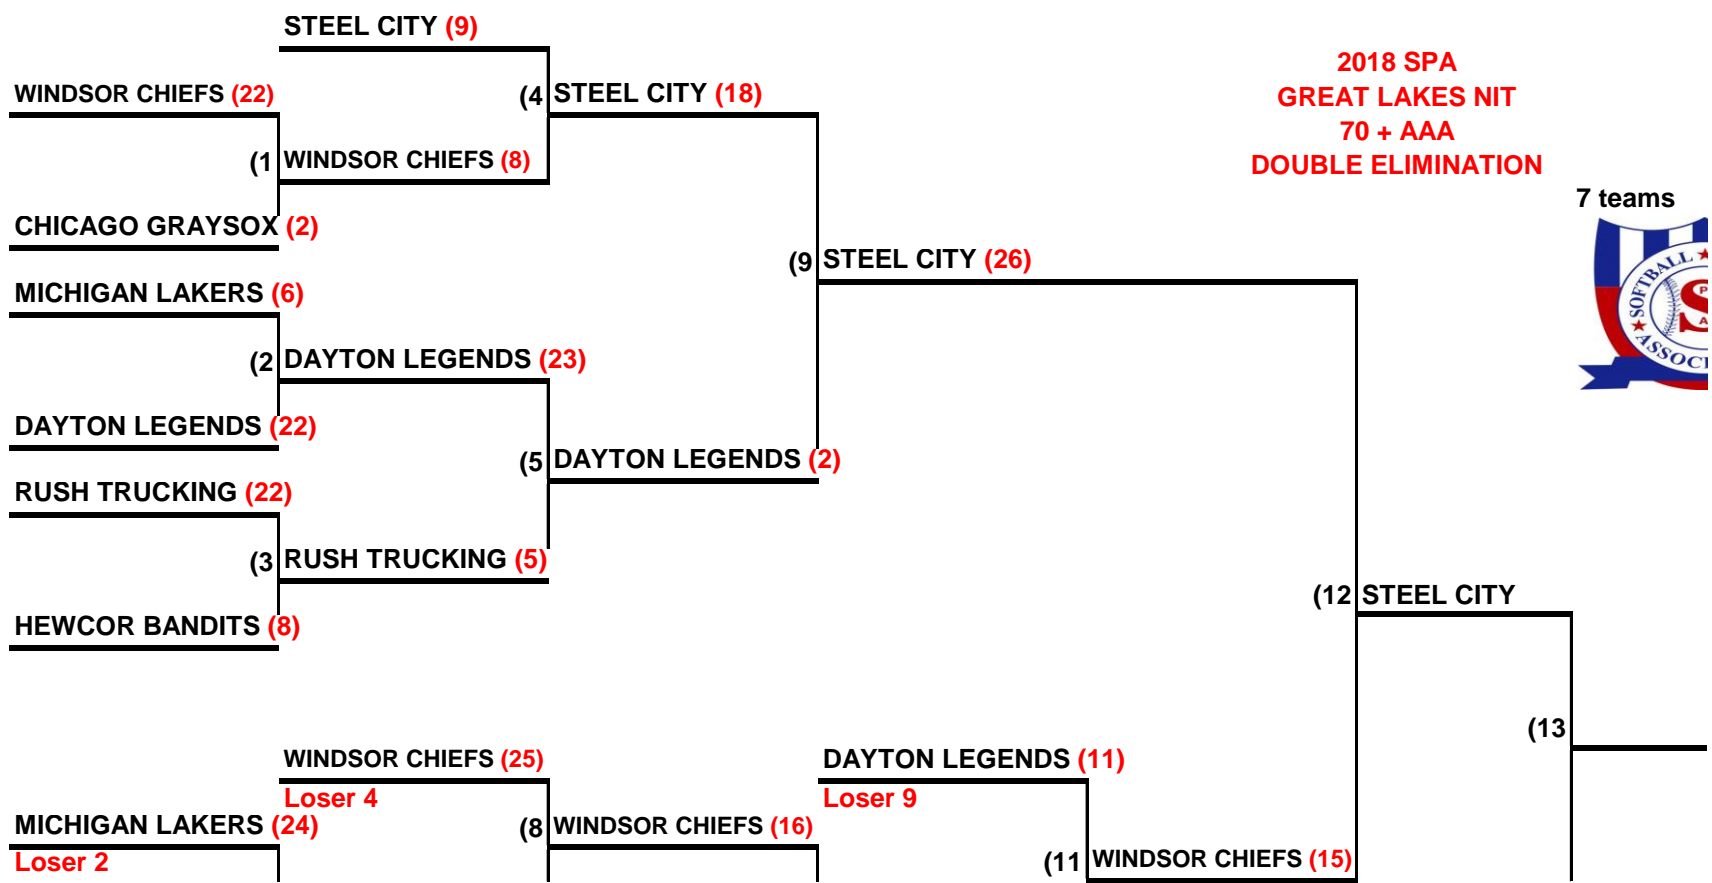 STEEL CITY (9)
2018 SPA
WINDSOR CHIEFS (22)
(4 STEEL CITY (18)
GREAT LAKES NIT
70 + AAA
(1 WINDSOR CHIEFS (8)
DOUBLE ELIMINATION
7 teams
CHICAGO GRAYSOX (2)
(9 STEEL CITY (26)
SOFTBALL
ASSOCI
MICHIGAN LAKERS (6)
(2 DAYTON LEGENDS (23)
DAYTON LEGENDS (22)
(5 DAYTON LEGENDS (2)
RUSH TRUCKING (22)
(3 RUSH TRUCKING (5)
(12 STEEL CITY
HEWCOR BANDITS (8)
(13
WINDSOR CHIEFS (25)
DAYTON LEGENDS (11)
Loser 4
Loser 9
MICHIGAN LAKERS (24)
(8 WINDSOR CHIEFS (16)
Loser 2
(11 WINDSOR CHIEFS (15)